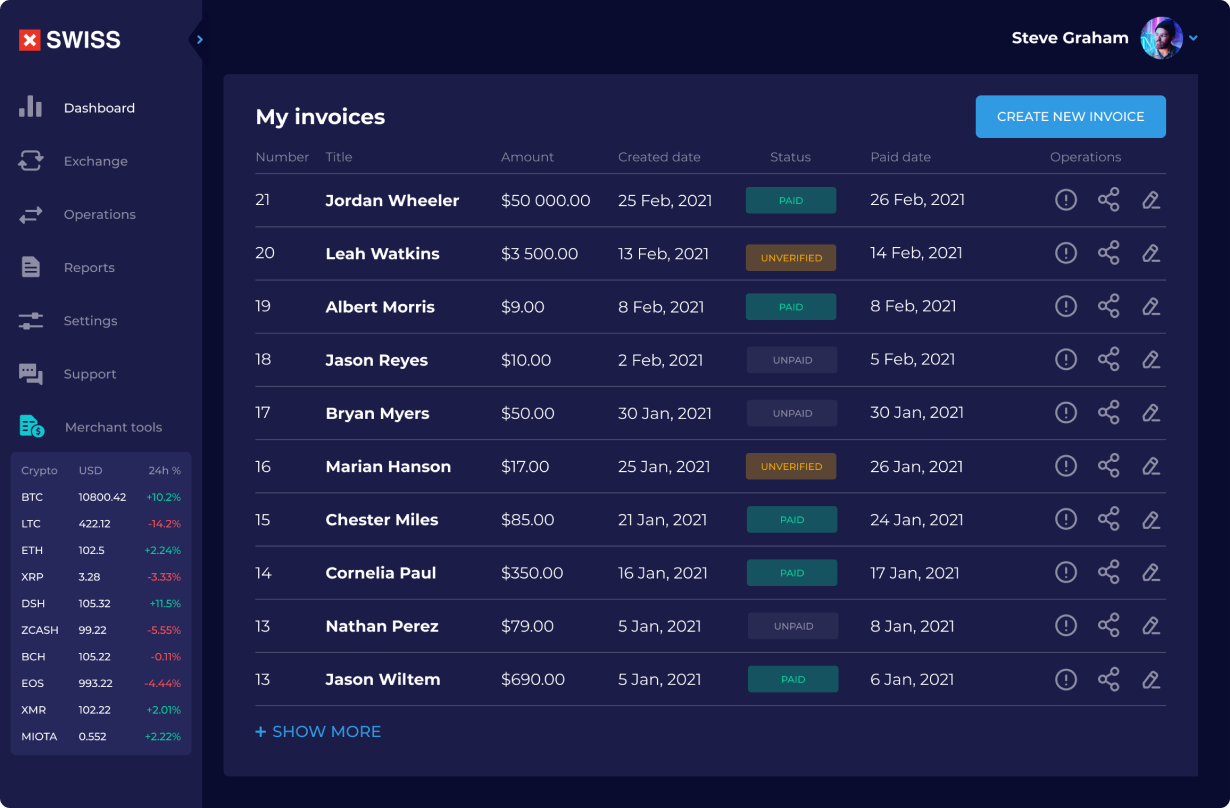 SWISS
Steve Graham
Dashboard
Exchange
Operations
Reports
Settings
Support
Merchant tools
Crypto USD 24h %
BTC 10800.42 +10.2%
LTC 422.12 -14.2%
ETH 102.5 +2.24%
XRP 3.28 -3.33%
DSH 105.32 +11.5%
ZCASH 99.22 -5.55%
BCH 105.22 -0.11%
EOS 993.22 -4.44%
XMR 102.22 +2.01%
MIOTA 0.552 +2.22%
My invoices
CREATE NEW INVOICE
Number Title Amount Created date Status Paid date Operations
21 Jordan Wheeler $50 000.00 25 Feb, 2021 PAID 26 Feb, 2021
20 Leah Watkins $3 500.00 13 Feb, 2021 UNVERIFIED 14 Feb, 2021
19 Albert Morris $9.00 8 Feb, 2021 PAID 8 Feb, 2021
18 Jason Reyes $10.00 2 Feb, 2021 UNPAID 5 Feb, 2021
17 Bryan Myers $50.00 30 Jan, 2021 UNPAID 30 Jan, 2021
16 Marian Hanson $17.00 25 Jan, 2021 UNVERIFIED 26 Jan, 2021
15 Chester Miles $85.00 21 Jan, 2021 PAID 24 Jan, 2021
14 Cornelia Paul $350.00 16 Jan, 2021 PAID 17 Jan, 2021
13 Nathan Perez $79.00 5 Jan, 2021 UNPAID 8 Jan, 2021
13 Jason Wiltem $690.00 5 Jan, 2021 PAID 6 Jan, 2021
+ SHOW MORE